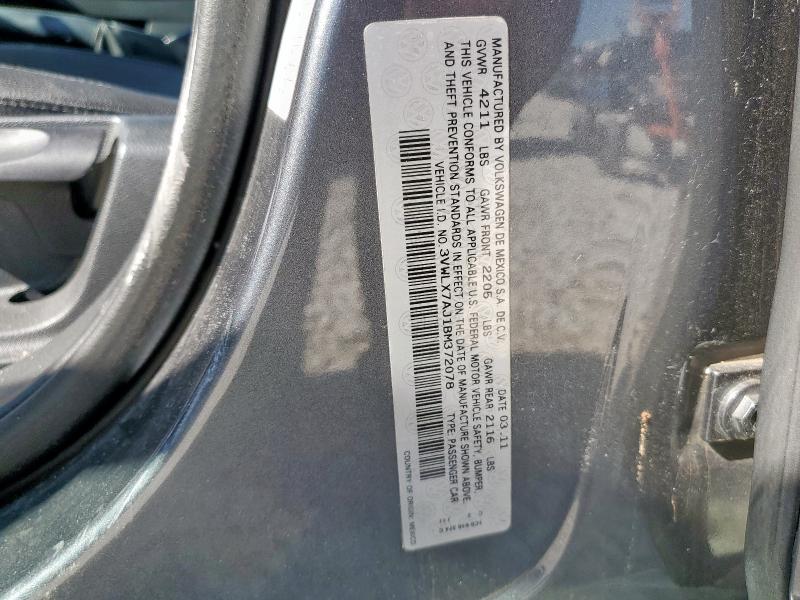 MANUFACTURED BY VOLKSWAGEN DE MEXICO S.A. DE C.V. DATE 03.11
GVWR 4211 LBS GAWR FRONT 2205 LBS GAWR REAR 2116 LBS
THIS VEHICLE CONFORMS TO ALL APPLICABLE U.S. FEDERAL MOTOR VEHICLE SAFETY, BUMPER,
AND THEFT PREVENTION STANDARDS IN EFFECT ON THE DATE OF MANUFACTURE SHOWN ABOVE.
VEHICLE I.D. NO. 3VWLX7AJ1BM372078 TYPE: PASSENGER CAR
COUNTRY OF ORIGIN: MEXICO